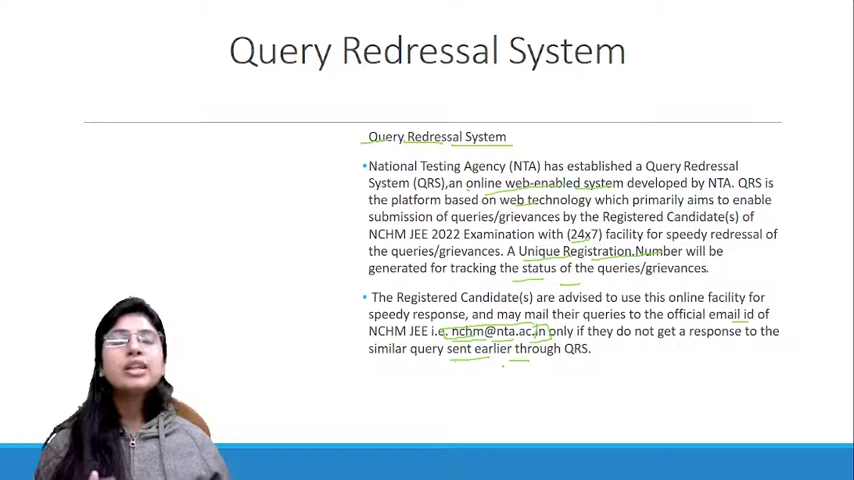 Query Redressal System
Query Redressal System
•National Testing Agency (NTA) has established a Query Redressal
System (QRS),an online web-enabled system developed by NTA. QRS is
the platform based on web technology which primarily aims to enable
submission of queries/grievances by the Registered Candidate(s) of
NCHM JEE 2022 Examination with (24x7) facility for speedy redressal of
the queries/grievances. A Unique Registration Number will be
generated for tracking the status of the queries/grievances.
• The Registered Candidate(s) are advised to use this online facility for
speedy response, and may mail their queries to the official email id of
NCHM JEE i.e. nchm@nta.ac.in only if they do not get a response to the
similar query sent earlier through QRS.